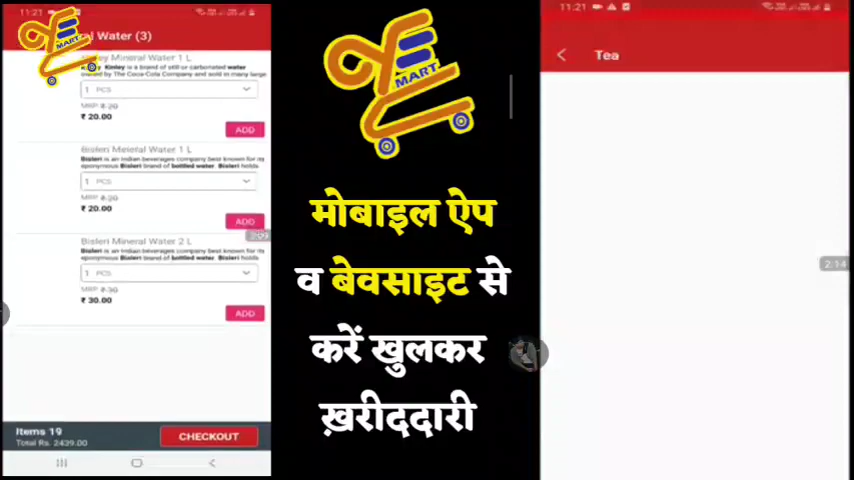 11:21
MART
al Water (3)
Kinley Mineral Water 1 L
Kinley is a brand of still or carbonated water
owned by The Coca-Cola Company and sold in many large
1 PCS
MRP ₹ 20
₹ 20.00
ADD
Bisleri Mineral Water 1 L
Bisleri is an Indian beverages company best known for its
eponymous Bisleri brand of bottled water. Bisleri holds
1 PCS
MRP ₹ 20
₹ 20.00
ADD
2:09
Bisleri Mineral Water 2 L
Bisleri is an Indian beverages company best known for its
eponymous Bisleri brand of bottled water. Bisleri holds
1 PCS
MRP ₹ 30
₹ 30.00
ADD
Items 19
Total Rs. 2439.00
CHECKOUT
MART
मोबाइल ऐप
व बेवसाइट से
करें खुलकर
ख़रीददारी
11:21
Tea
2:14